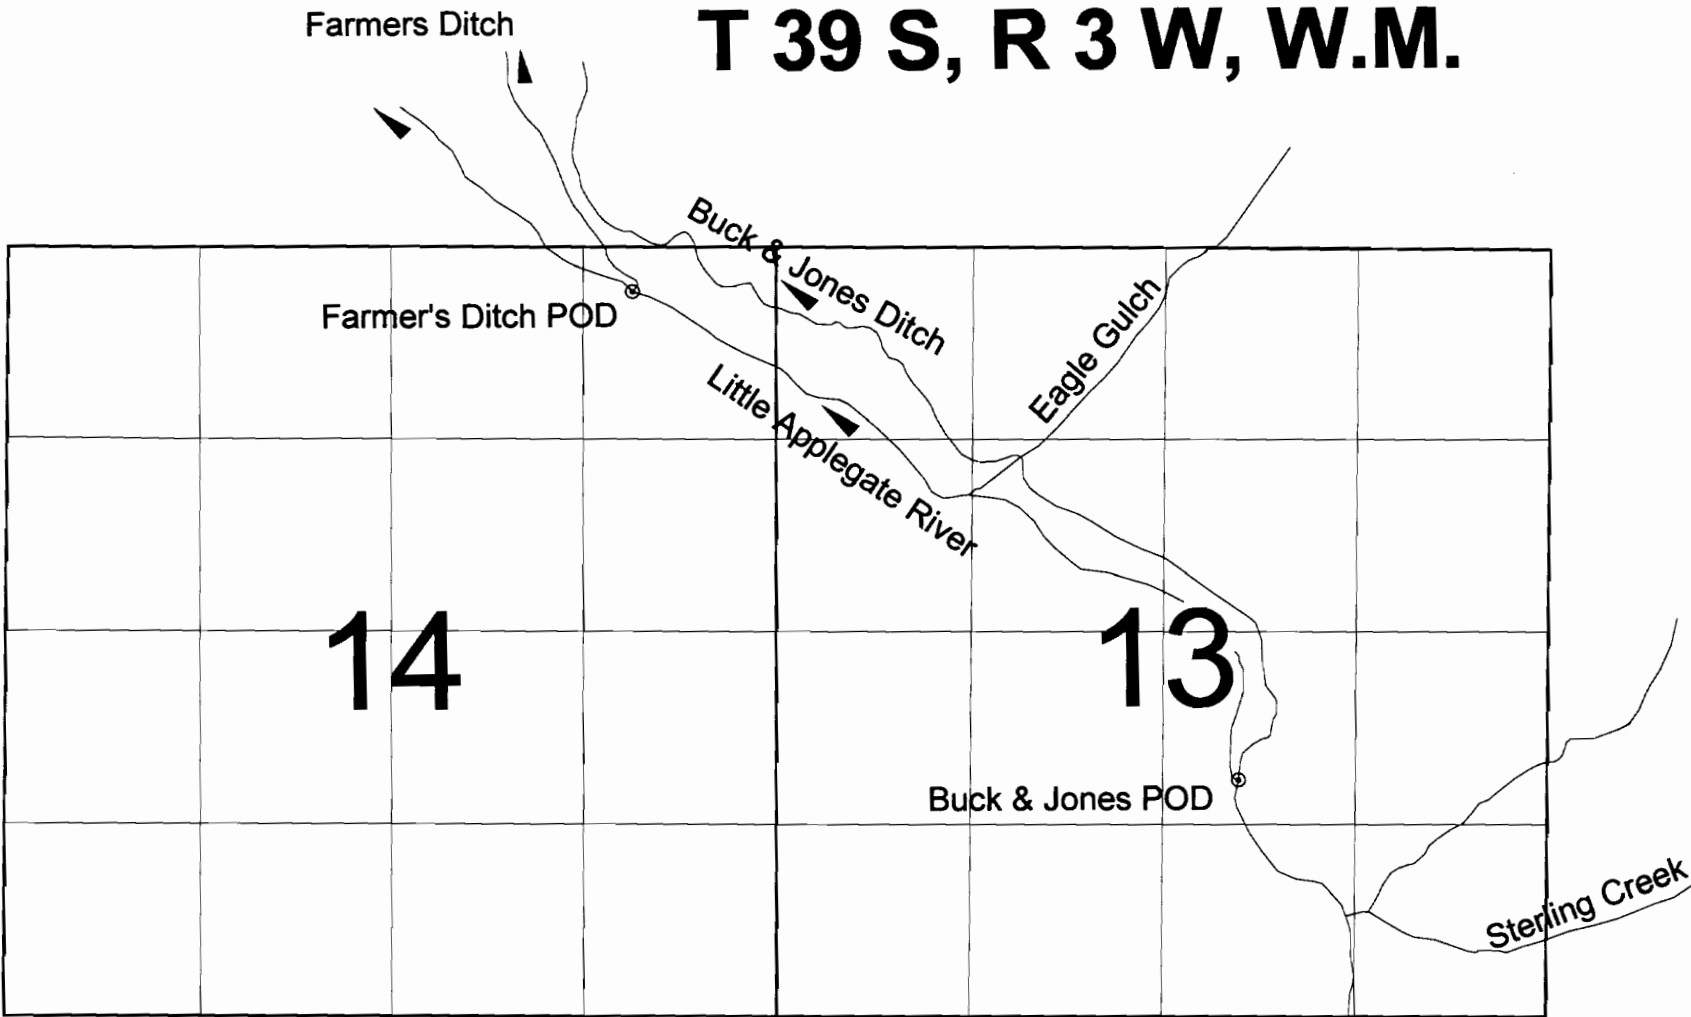 Farmers Ditch
T 39 S, R 3 W, W.M.
Buck & Jones Ditch
Farmer's Ditch POD
Eagle Gulch
Little Applegate River
14
13
Buck & Jones POD
Sterling Creek